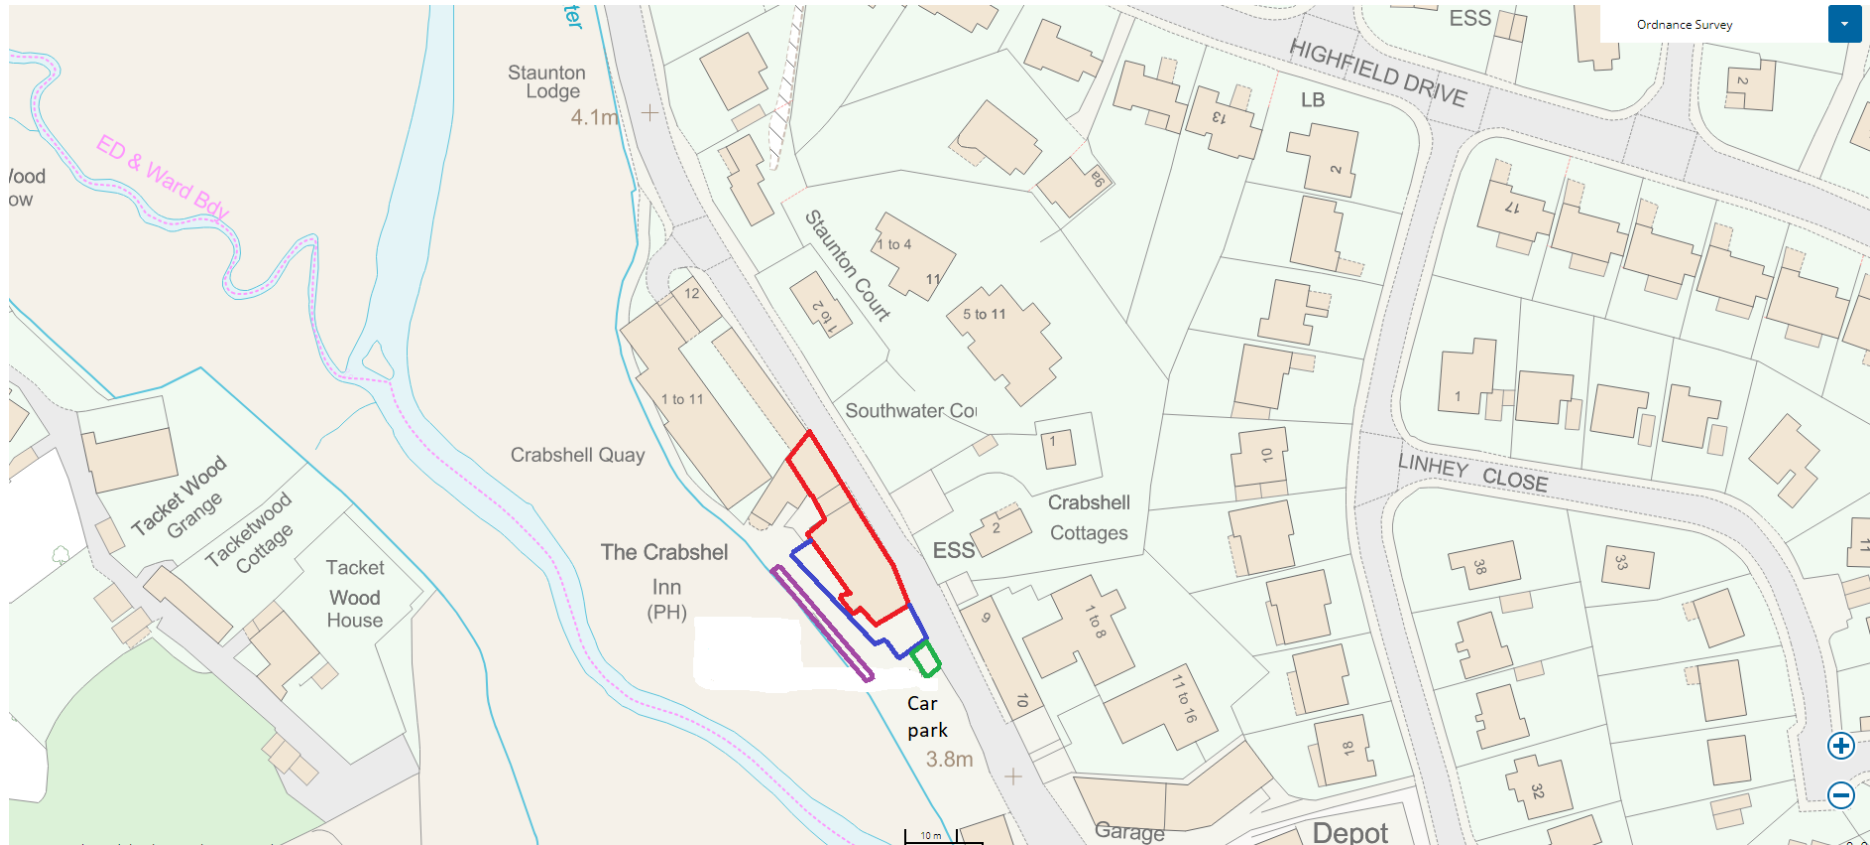 Ordnance Survey
ESS
HIGHFIELD DRIVE
Staunton
Lodge
4.1m
LB
2
13
2
9a
17
ED & Ward Bdy
Staunton Court
1 to 4
11
1 to 2
5 to 11
12
1 to 11
1
Southwater Co
1
10
LINHEY CLOSE
Crabshell Quay
Crabshell
Cottages
2
ESS
The Crabshel
Inn
(PH)
Tacket Wood
Grange
Tacketwood
Cottage
Tacket
Wood
House
38
33
11
9
10
1 to 8
11 to 16
18
32
Car
park
3.8m
10 m
Garage
Depot